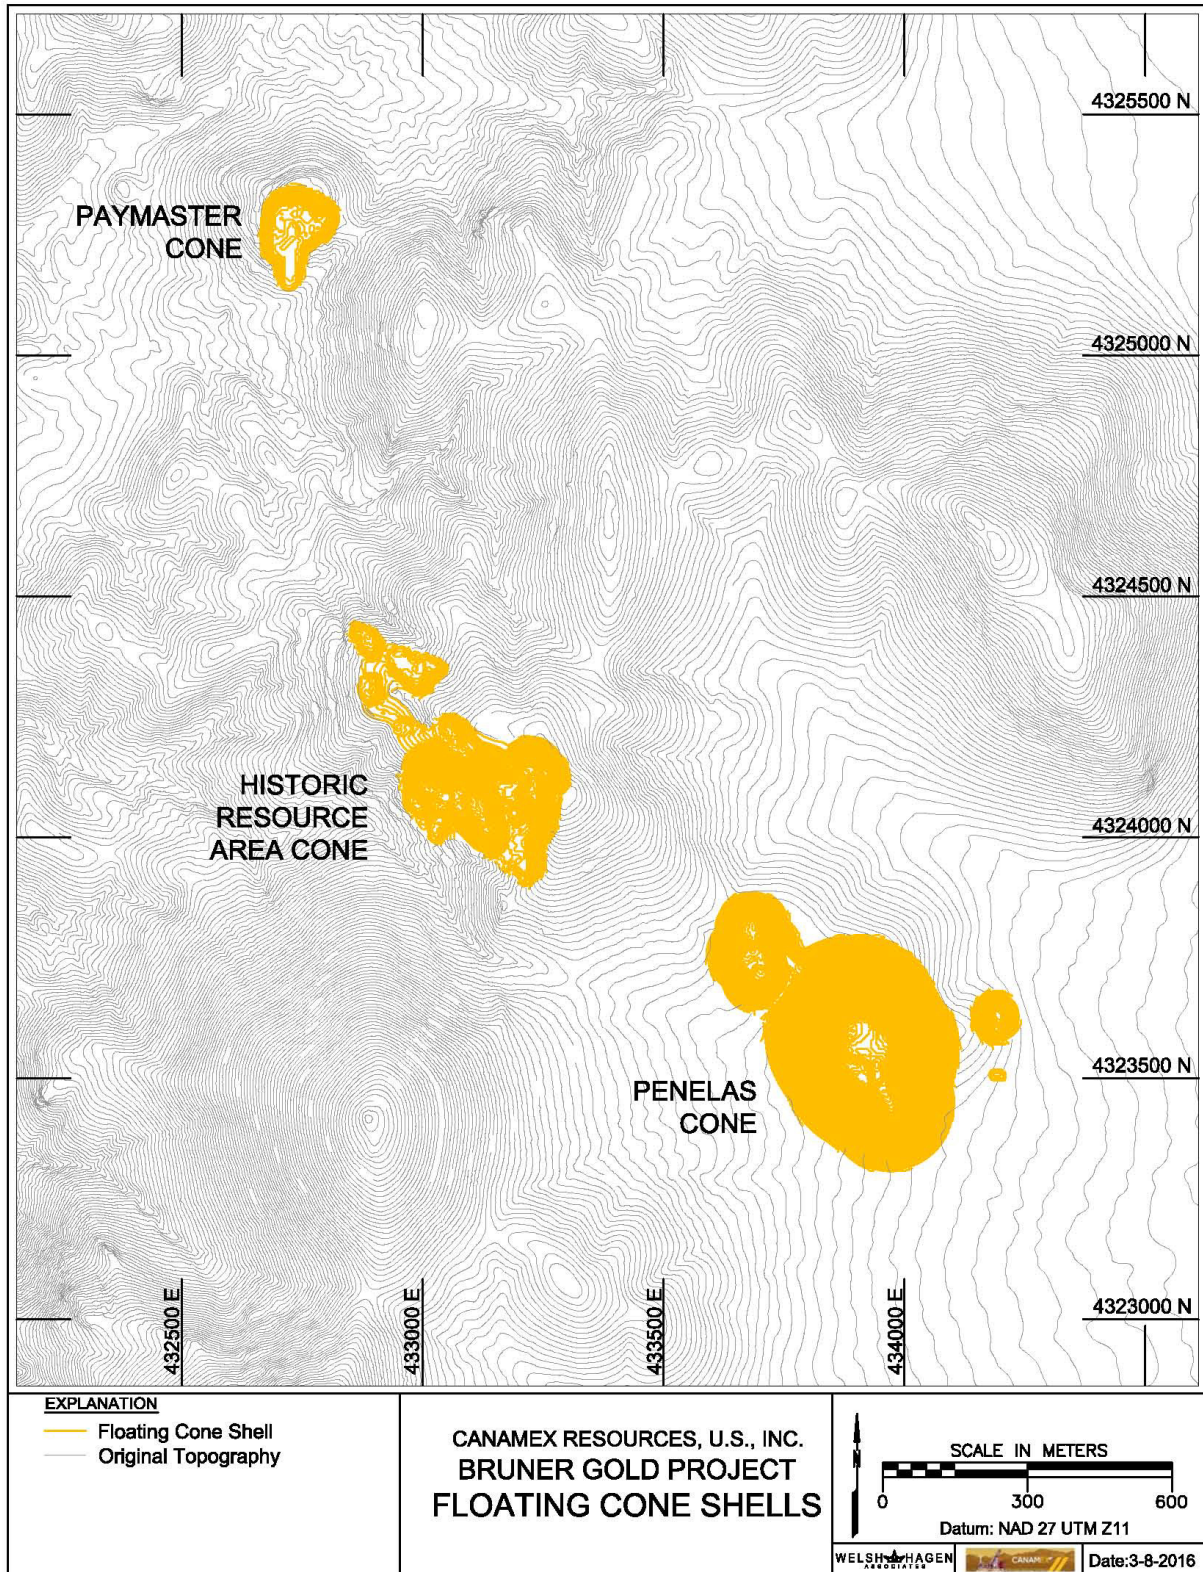 4325500 N
PAYMASTER
CONE
4325000 N
4324500 N
HISTORIC
RESOURCE
AREA CONE
4324000 N
4323500 N
PENELAS
CONE
4323000 N
432500 E
433000 E
433500 E
434000 E
EXPLANATION
Floating Cone Shell
Original Topography
CANAMEX RESOURCES, U.S., INC.
BRUNER GOLD PROJECT
FLOATING CONE SHELLS
N
SCALE IN METERS
0 300 600
Datum: NAD 27 UTM Z11
WELSH HAGEN
ASSOCIATES
Date:3-8-2016